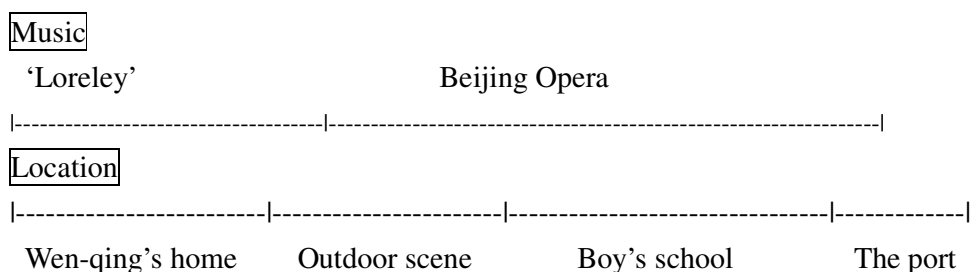 Music
‘Loreley’ Beijing Opera
|-------------------------------------|------------------------------------------------------------------|
Location
|-------------------------|-----------------------|--------------------------------|-------------|
Wen-qing’s home Outdoor scene Boy’s school The port